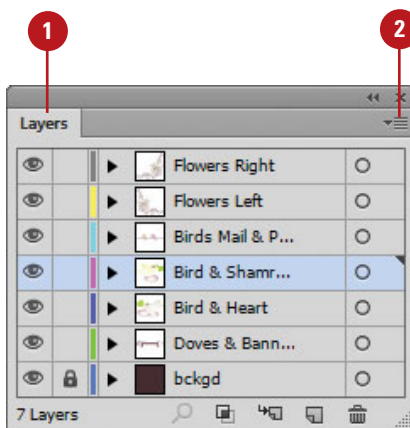 1 2
Layers
Flowers Right
Flowers Left
Birds Mail & P...
Bird & Shamr...
Bird & Heart
Doves & Bann...
bckgd
7 Layers